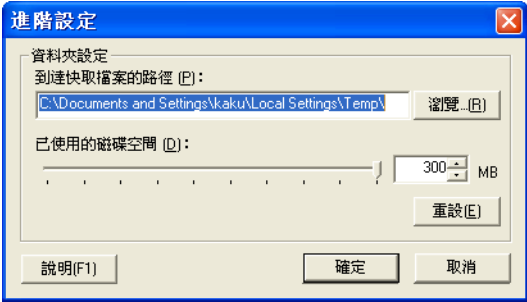 進階設定
資料夾設定
到達快取檔案的路徑 (P):
C:\Documents and Settings\kaku\Local Settings\Temp\
瀏覽...(R)
已使用的磁碟空間 (D):
300 MB
重設(E)
說明(F1)
確定
取消